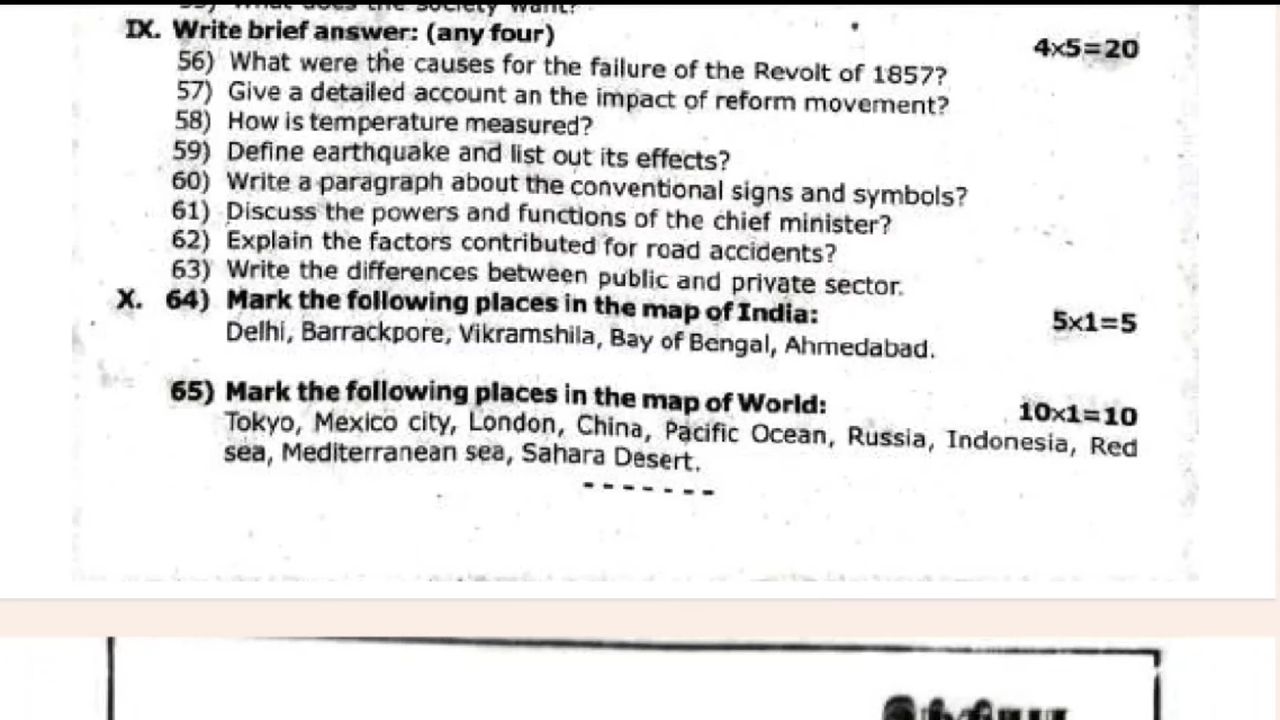 IX. Write brief answer: (any four) 4x5=20
56) What were the causes for the failure of the Revolt of 1857?
57) Give a detailed account an the impact of reform movement?
58) How is temperature measured?
59) Define earthquake and list out its effects?
60) Write a paragraph about the conventional signs and symbols?
61) Discuss the powers and functions of the chief minister?
62) Explain the factors contributed for road accidents?
63) Write the differences between public and private sector.
X. 64) Mark the following places in the map of India: 5x1=5
Delhi, Barrackpore, Vikramshila, Bay of Bengal, Ahmedabad.
65) Mark the following places in the map of World: 10x1=10
Tokyo, Mexico city, London, China, Pacific Ocean, Russia, Indonesia, Red
sea, Mediterranean sea, Sahara Desert.
-------